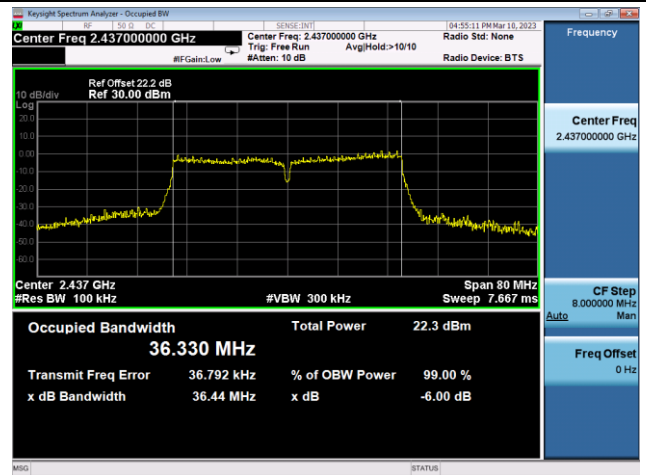 Keysight Spectrum Analyzer - Occupied BW
RF 50 Ω DC SENSE:INT 04:55:11 PM Mar 10, 2023
Center Freq 2.437000000 GHz Center Freq: 2.437000000 GHz Radio Std: None Frequency
Trig: Free Run Avg|Hold:>10/10
#IFGain:Low #Atten: 10 dB Radio Device: BTS
Ref Offset 22.2 dB
10 dB/div Ref 30.00 dBm
Log
20.0
10.0
0.00
-10.0
-20.0
-30.0
-40.0
-50.0
-60.0
Center Freq
2.437000000 GHz
Center 2.437 GHz Span 80 MHz
#Res BW 100 kHz #VBW 300 kHz Sweep 7.667 ms
CF Step
8.000000 MHz
Auto Man
Occupied Bandwidth Total Power 22.3 dBm
36.330 MHz
Freq Offset
0 Hz
Transmit Freq Error 36.792 kHz % of OBW Power 99.00 %
x dB Bandwidth 36.44 MHz x dB -6.00 dB
MSG STATUS